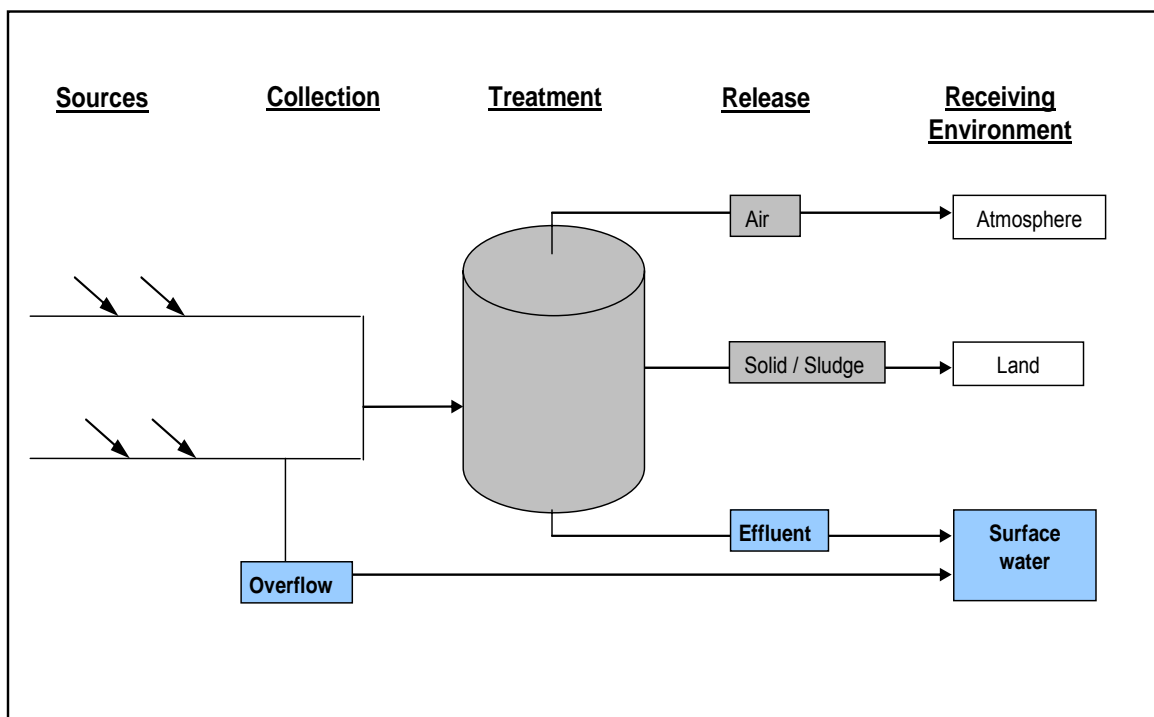 Sources
Collection
Treatment
Release
Receiving
Environment
Air
Atmosphere
Solid / Sludge
Land
Effluent
Surface
water
Overflow